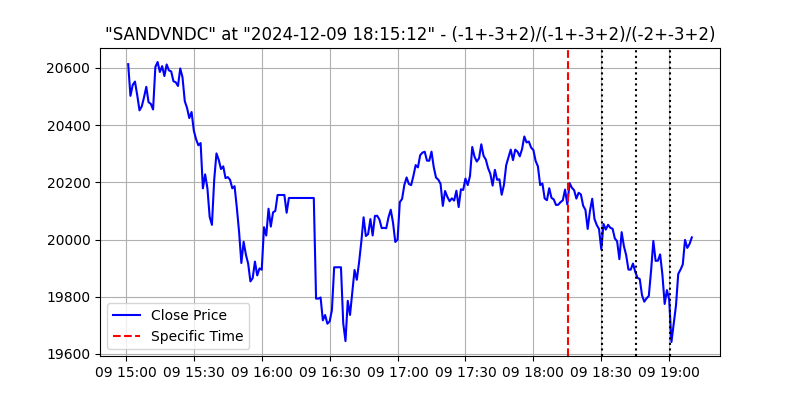 "SANDVNDC" at "2024-12-09 18:15:12" - (-1+-3+2)/(-1+-3+2)/(-2+-3+2)
20600
20400
20200
20000
19800
19600
Close Price
Specific Time
09 15:00 09 15:30 09 16:00 09 16:30 09 17:00 09 17:30 09 18:00 09 18:30 09 19:00